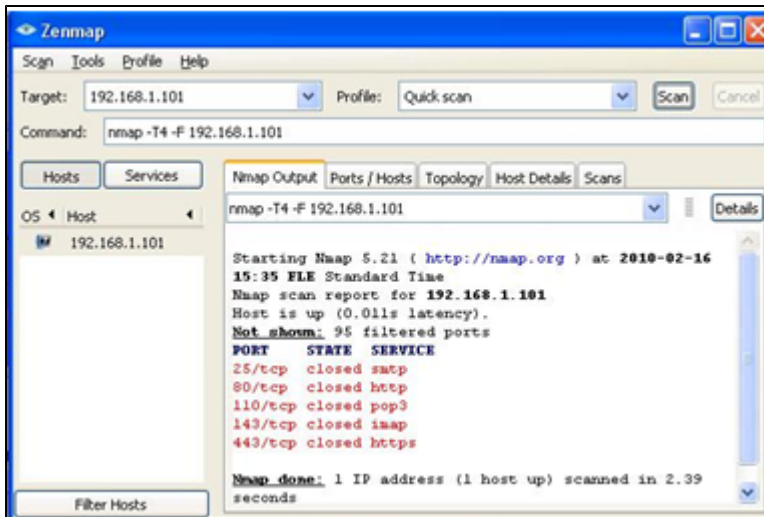 Zenmap
Scan Tools Profile Help
Target: 192.168.1.101 Profile: Quick scan Scan Cancel
Command: nmap -T4 -F 192.168.1.101
Hosts Services
Nmap Output Ports / Hosts Topology Host Details Scans
OS Host
nmap -T4 -F 192.168.1.101 Details
192.168.1.101
Starting Nmap 5.21 ( http://nmap.org ) at 2010-02-16
15:35 FLE Standard Time
Nmap scan report for 192.168.1.101
Host is up (0.011s latency).
Not shown: 95 filtered ports
PORT STATE SERVICE
25/tcp closed smtp
80/tcp closed http
110/tcp closed pop3
143/tcp closed imap
443/tcp closed https
Nmap done: 1 IP address (1 host up) scanned in 2.39
seconds
Filter Hosts